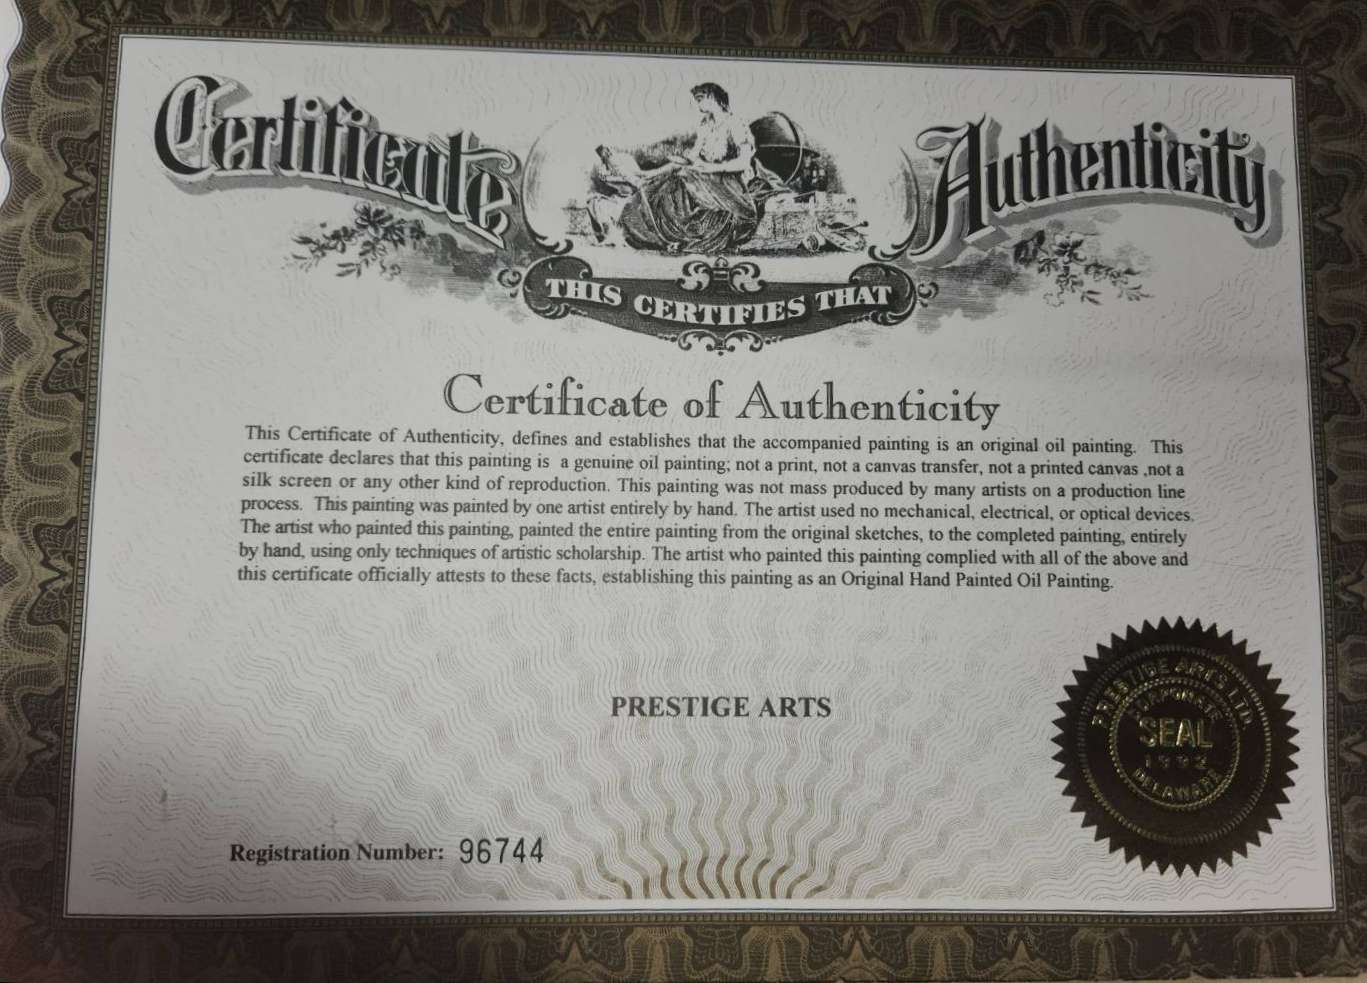 Certificate
Authenticity
THIS CERTIFIES THAT
Certificate of Authenticity
This Certificate of Authenticity, defines and establishes that the accompanied painting is an original oil painting. This
certificate declares that this painting is a genuine oil painting; not a print, not a canvas transfer, not a printed canvas ,not a
silk screen or any other kind of reproduction. This painting was not mass produced by many artists on a production line
process. This painting was painted by one artist entirely by hand. The artist used no mechanical, electrical, or optical devices.
The artist who painted this painting, painted the entire painting from the original sketches, to the completed painting, entirely
by hand, using only techniques of artistic scholarship. The artist who painted this painting complied with all of the above and
this certificate officially attests to these facts, establishing this painting as an Original Hand Painted Oil Painting.
PRESTIGE ARTS
PRESTIGE ARTS LTD
CORPORATE
SEAL
1992
DELAWARE
Registration Number: 96744